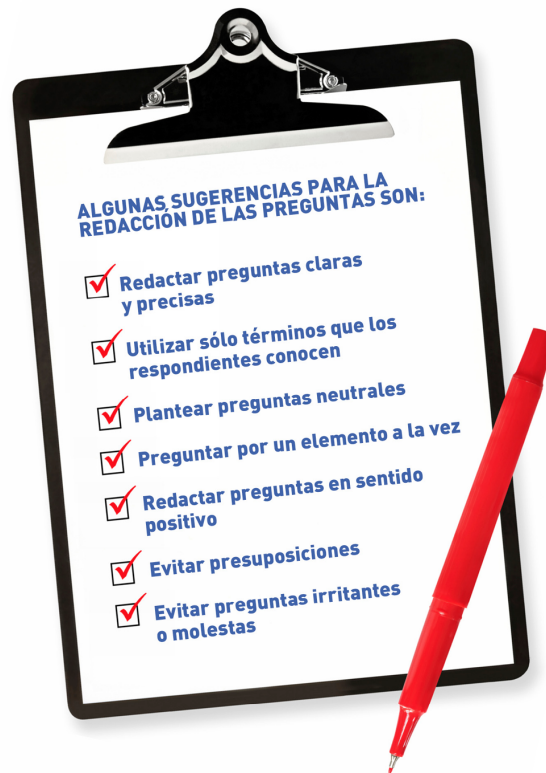 ALGUNAS SUGERENCIAS PARA LA
REDACCIÓN DE LAS PREGUNTAS SON:
Redactar preguntas claras
y precisas
Utilizar sólo términos que los
respondientes conocen
Plantear preguntas neutrales
Preguntar por un elemento a la vez
Redactar preguntas en sentido
positivo
Evitar presuposiciones
Evitar preguntas irritantes
o molestas